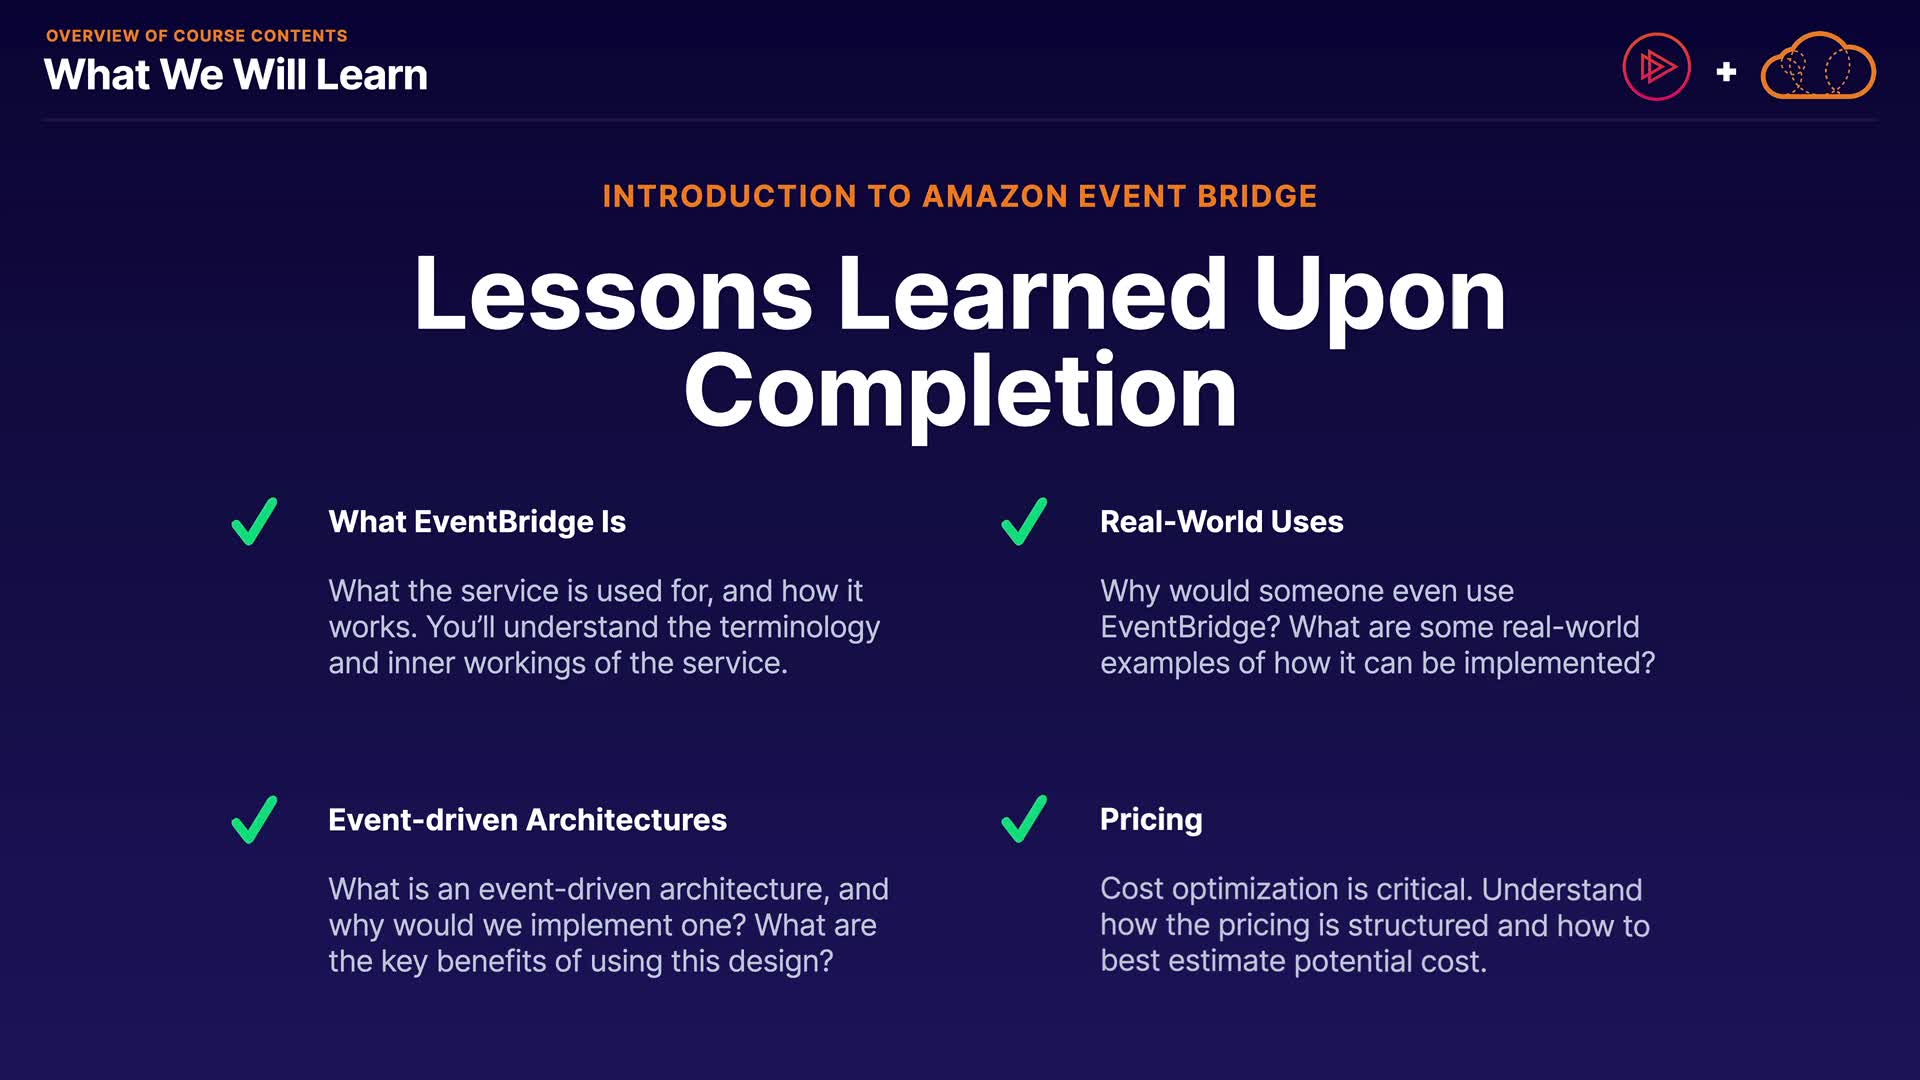 OVERVIEW OF COURSE CONTENTS
What We Will Learn
INTRODUCTION TO AMAZON EVENT BRIDGE
Lessons Learned Upon
Completion
What EventBridge Is
What the service is used for, and how it
works. You’ll understand the terminology
and inner workings of the service.
Real-World Uses
Why would someone even use
EventBridge? What are some real-world
examples of how it can be implemented?
Event-driven Architectures
What is an event-driven architecture, and
why would we implement one? What are
the key benefits of using this design?
Pricing
Cost optimization is critical. Understand
how the pricing is structured and how to
best estimate potential cost.